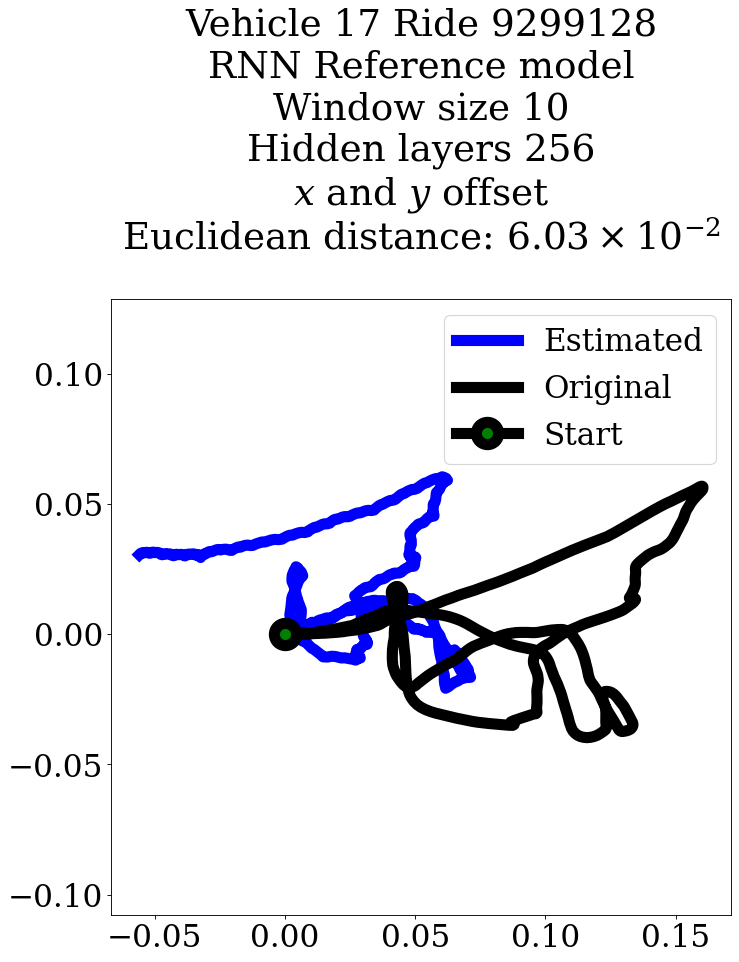 Vehicle 17 Ride 9299128
RNN Reference model
Window size 10
Hidden layers 256
x and y offset
Euclidean distance: 6.03 × 10⁻²
Estimated
Original
Start
0.10
0.05
0.00
−0.05
−0.10
−0.05 0.00 0.05 0.10 0.15